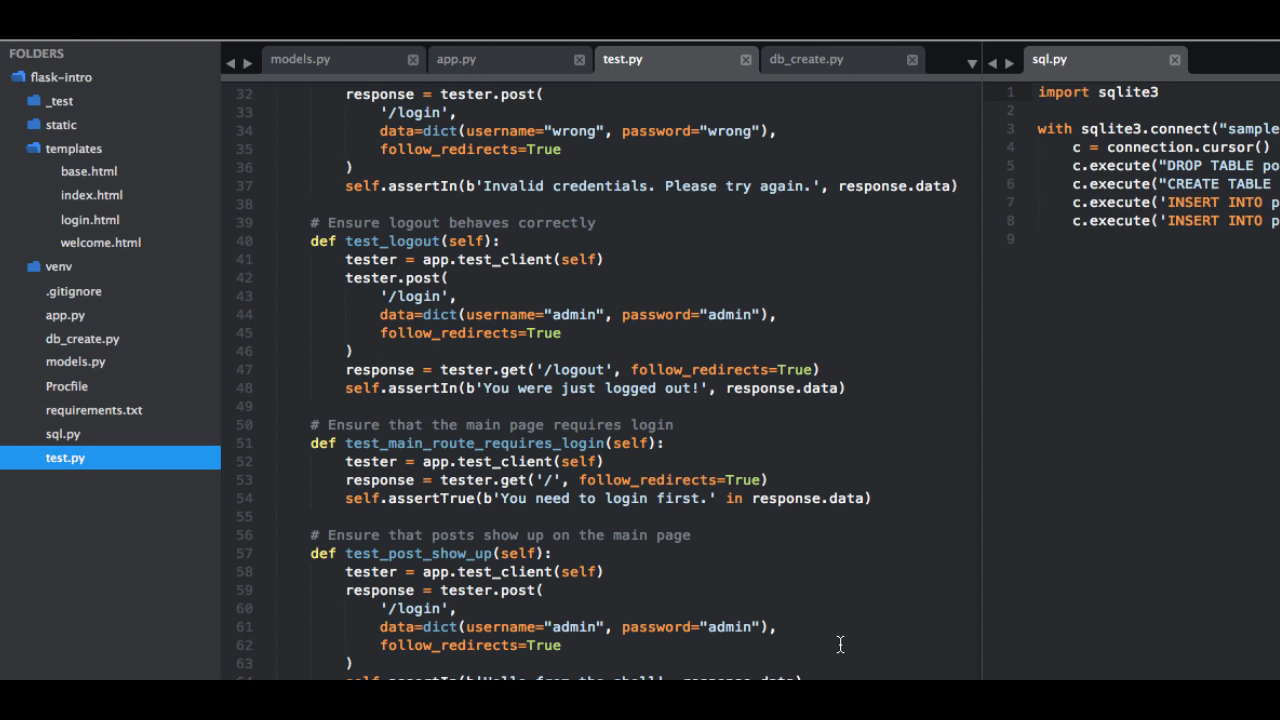 FOLDERS
flask-intro
_test
static
templates
base.html
index.html
login.html
welcome.html
venv
.gitignore
app.py
db_create.py
models.py
Procfile
requirements.txt
sql.py
test.py
models.py
app.py
test.py
db_create.py
32 response = tester.post(
33 '/login',
34 data=dict(username="wrong", password="wrong"),
35 follow_redirects=True
36 )
37 self.assertIn(b'Invalid credentials. Please try again.', response.data)
38
39 # Ensure logout behaves correctly
40 def test_logout(self):
41 tester = app.test_client(self)
42 tester.post(
43 '/login',
44 data=dict(username="admin", password="admin"),
45 follow_redirects=True
46 )
47 response = tester.get('/logout', follow_redirects=True)
48 self.assertIn(b'You were just logged out!', response.data)
49
50 # Ensure that the main page requires login
51 def test_main_route_requires_login(self):
52 tester = app.test_client(self)
53 response = tester.get('/', follow_redirects=True)
54 self.assertTrue(b'You need to login first.' in response.data)
55
56 # Ensure that posts show up on the main page
57 def test_post_show_up(self):
58 tester = app.test_client(self)
59 response = tester.post(
60 '/login',
61 data=dict(username="admin", password="admin"),
62 follow_redirects=True
63 )
sql.py
1 import sqlite3
2
3 with sqlite3.connect("sample
4 c = connection.cursor()
5 c.execute("DROP TABLE po
6 c.execute("CREATE TABLE
7 c.execute('INSERT INTO p
8 c.execute('INSERT INTO p
9